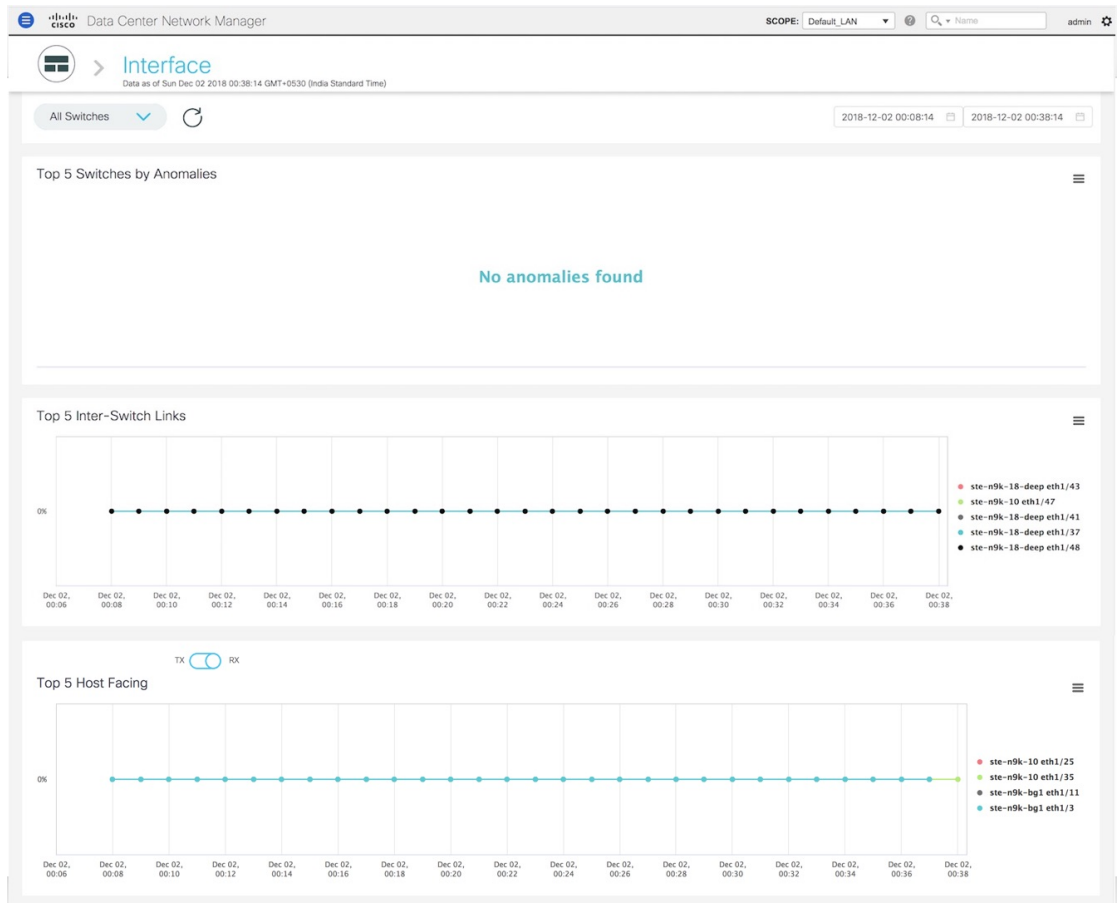 cisco Data Center Network Manager
SCOPE: Default_LAN
Name
admin
Interface
Data as of Sun Dec 02 2018 00:38:14 GMT+0530 (India Standard Time)
All Switches
2018-12-02 00:08:14
2018-12-02 00:38:14
Top 5 Switches by Anomalies
No anomalies found
Top 5 Inter-Switch Links
0%
ste-n9k-18-deep eth1/43
ste-n9k-10 eth1/47
ste-n9k-18-deep eth1/41
ste-n9k-18-deep eth1/37
ste-n9k-18-deep eth1/48
Dec 02, Dec 02, Dec 02, Dec 02, Dec 02, Dec 02, Dec 02, Dec 02, Dec 02, Dec 02, Dec 02, Dec 02, Dec 02, Dec 02, Dec 02, Dec 02, Dec 02,
00:06 00:08 00:10 00:12 00:14 00:16 00:18 00:20 00:22 00:24 00:26 00:28 00:30 00:32 00:34 00:36 00:38
TX RX
Top 5 Host Facing
0%
ste-n9k-10 eth1/25
ste-n9k-10 eth1/35
ste-n9k-bg1 eth1/11
ste-n9k-bg1 eth1/3
Dec 02, Dec 02, Dec 02, Dec 02, Dec 02, Dec 02, Dec 02, Dec 02, Dec 02, Dec 02, Dec 02, Dec 02, Dec 02, Dec 02, Dec 02, Dec 02, Dec 02,
00:06 00:08 00:10 00:12 00:14 00:16 00:18 00:20 00:22 00:24 00:26 00:28 00:30 00:32 00:34 00:36 00:38